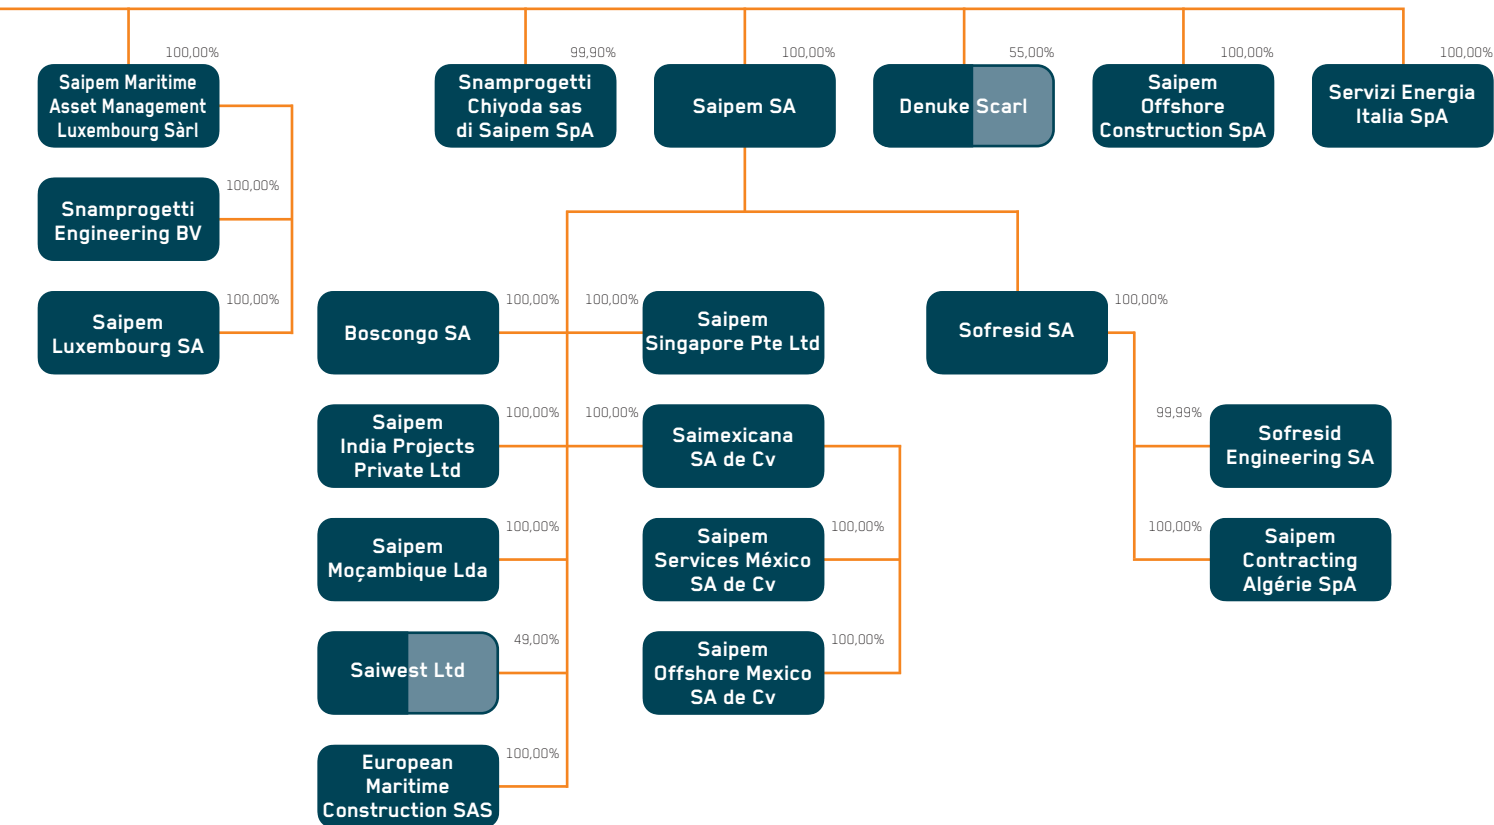 100,00%
Saipem Maritime
Asset Management
Luxembourg Sàrl
99,90%
Snamprogetti
Chiyoda sas
di Saipem SpA
100,00%
Saipem SA
55,00%
Denuke Scarl
100,00%
Saipem
Offshore
Construction SpA
100,00%
Servizi Energia
Italia SpA
100,00%
Snamprogetti
Engineering BV
100,00%
Saipem
Luxembourg SA
100,00%
Boscongo SA
100,00%
Saipem
Singapore Pte Ltd
100,00%
Sofresid SA
100,00%
Saipem
India Projects
Private Ltd
100,00%
Saimexicana
SA de Cv
99,99%
Sofresid
Engineering SA
100,00%
Saipem
Moçambique Lda
100,00%
Saipem
Services México
SA de Cv
100,00%
Saipem
Contracting
Algérie SpA
49,00%
Saiwest Ltd
100,00%
Saipem
Offshore Mexico
SA de Cv
100,00%
European
Maritime
Construction SAS